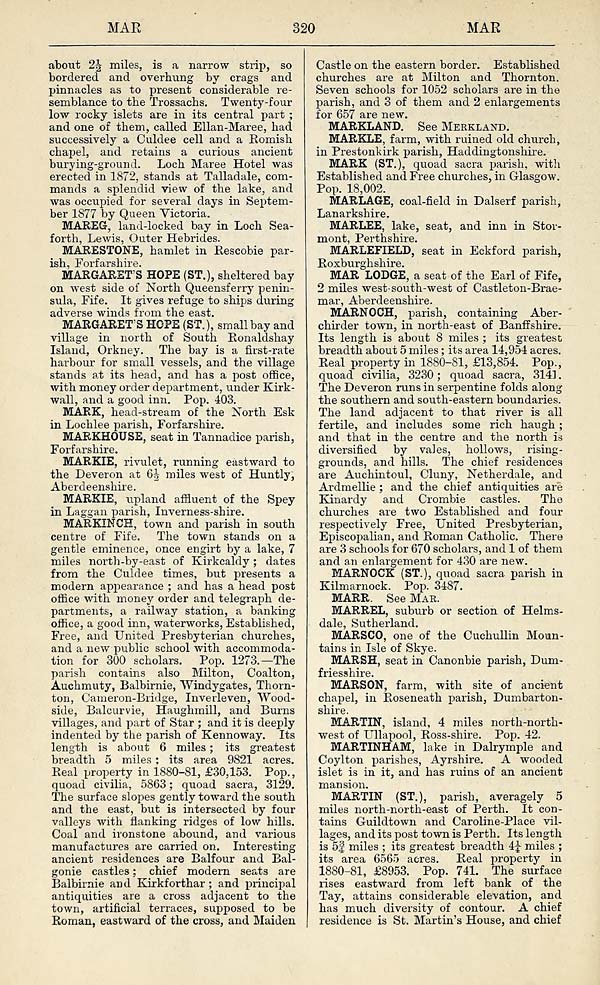 MAR 320 MAR
about 2½ miles, is a narrow strip, so
bordered and overhung by crags and
pinnacles as to present considerable re-
semblance to the Trossachs. Twenty-four
low rocky islets are in its central part ;
and one of them, called Ellan-Maree, had
successively a Culdee cell and a Romish
chapel, and retains a curious ancient
burying-ground. Loch Maree Hotel was
erected in 1872, stands at Talladale, com-
mands a splendid view of the lake, and
was occupied for several days in Septem-
ber 1877 by Queen Victoria.
MAREG, land-locked bay in Loch Sea-
forth, Lewis, Outer Hebrides.
MARESTONE, hamlet in Rescobie par-
ish, Forfarshire.
MARGARET'S HOPE (ST.), sheltered bay
on west side of North Queensferry penin-
sula, Fife. It gives refuge to ships during
adverse winds from the east.
MARGARET'S HOPE (ST.), small bay and
village in north of South Ronaldshay
Island, Orkney. The bay is a first-rate
harbour for small vessels, and the village
stands at its head, and has a post office,
with money order department, under Kirk-
wall, and a good inn. Pop. 403.
MARK, head-stream of the North Esk
in Lochlee parish, Forfarshire.
MARKHOUSE, seat in Tannadice parish,
Forfarshire.
MARKIE, rivulet, running eastward to
the Deveron at 6½ miles west of Huntly,
Aberdeenshire.
MARKIE, upland affluent of the Spey
in Laggan parish, Inverness-shire.
MARKINCH, town and parish in south
centre of Fife. The town stands on a
gentle eminence, once engirt by a lake, 7
miles north-by-east of Kirkcaldy ; dates
from the Culdee times, but presents a
modern appearance ; and has a head post
office with money order and telegraph de-
partments, a railway station, a banking
office, a good inn, waterworks, Established,
Free, and United Presbyterian churches,
and a new public school with accommoda-
tion for 300 scholars. Pop. 1273.—The
parish contains also Milton, Coalton,
Auchmuty, Balbirnie, Windygates, Thorn-
ton, Cameron-Bridge, Inverleven, Wood-
side, Balcurvie, Haughmill, and Burns
villages, and part of Star ; and it is deeply
indented by the parish of Kennoway. Its
length is about 6 miles ; its greatest
breadth 5 miles ; its area 9821 acres.
Real property in 1880-81, £30,153. Pop.,
quoad civilia, 5863 ; quoad sacra, 3129.
The surface slopes gently toward the south
and the east, but is intersected by four
valleys with flanking ridges of low hills.
Coal and ironstone abound, and various
manufactures are carried on. Interesting
ancient residences are Balfour and Bal-
gonie castles ; chief modern seats are
Balbirnie and Kirkforthar ; and principal
antiquities are a cross adjacent to the
town, artificial terraces, supposed to be
Roman, eastward of the cross, and Maiden
Castle on the eastern border. Established
churches are at Milton and Thornton.
Seven schools for 1052 scholars are in the
parish, and 3 of them and 2 enlargements
for 657 are new.
MARKLAND. See MERKLAND.
MARKLE, farm, with ruined old church,
in Prestonkirk parish, Haddingtonshire.
MARK (ST.), quoad sacra parish, with
Established and Free churches, in Glasgow.
Pop. 18,002.
MARLAGE, coal-field in Dalserf parish,
Lanarkshire.
MARLEE, lake, seat, and inn in Stor-
mont, Perthshire.
MARLEFIELD, seat in Eckford parish,
Roxburghshire.
MAR LODGE, a seat of the Earl of Fife,
2 miles west-south-west of Castleton-Brae-
mar, Aberdeenshire.
MARNOCH, parish, containing Aber-
chirder town, in north-east of Banffshire.
Its length is about 8 miles ; its greatest
breadth about 5 miles ; its area 14,954 acres.
Real property in 1880-81, £13,854. Pop.,
quoad civilia, 3230 ; quoad sacra, 3141.
The Deveron runs in serpentine folds along
the southern and south-eastern boundaries.
The land adjacent to that river is all
fertile, and includes some rich haugh ;
and that in the centre and the north is
diversified by vales, hollows, rising-
grounds, and hills. The chief residences
are Auchintoul, Cluny, Netherdale, and
Ardmellie ; and the chief antiquities are
Kinardy and Crombie castles. The
churches are two Established and four
respectively Free, United Presbyterian,
Episcopalian, and Roman Catholic. There
are 3 schools for 670 scholars, and 1 of them
and an enlargement for 430 are new.
MARNOCK (ST.), quoad sacra parish in
Kilmarnock. Pop. 3487.
MARR. See MAR.
MARREL, suburb or section of Helms-
dale, Sutherland.
MARSCO, one of the Cuchullin Moun-
tains in Isle of Skye.
MARSH, seat in Canonbie parish, Dum-
friesshire.
MARSON, farm, with site of ancient
chapel, in Roseneath parish, Dumbarton-
shire.
MARTIN, island, 4 miles north-north-
west of Ullapool, Ross-shire. Pop. 42.
MARTINHAM, lake in Dalrymple and
Coylton parishes, Ayrshire. A wooded
islet is in it, and has ruins of an ancient
mansion.
MARTIN (ST.), parish, averagely 5
miles north-north-east of Perth. It con-
tains Guildtown and Caroline-Place vil-
lages, and its post town is Perth. Its length
is 5¾ miles ; its greatest breadth 4¼ miles ;
its area 6565 acres. Real property in
1880-81, £8953. Pop. 741. The surface
rises eastward from left bank of the
Tay, attains considerable elevation, and
has much diversity of contour. A chief
residence is St. Martin's House, and chief